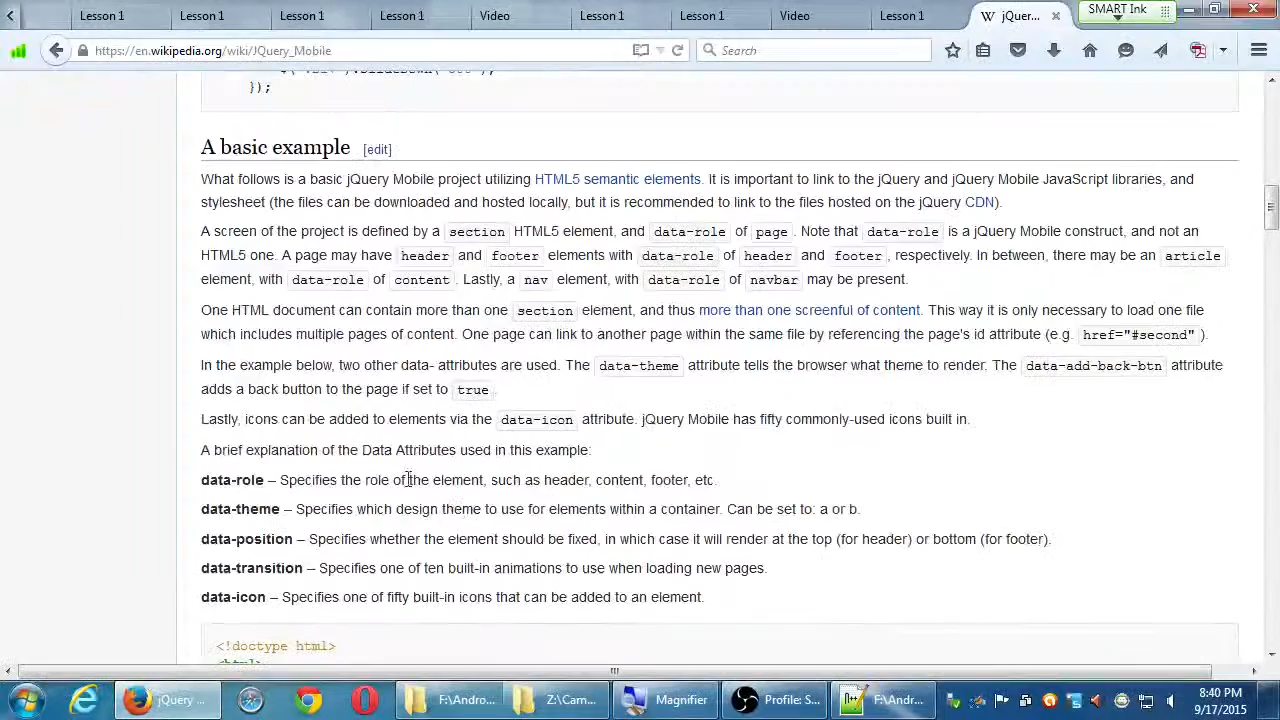 Lesson 1
Lesson 1
Lesson 1
Lesson 1
Video
Lesson 1
Lesson 1
Video
Lesson 1
W jQuer...
SMART Ink
https://en.wikipedia.org/wiki/JQuery_Mobile
Search
});
A basic example [edit]
What follows is a basic jQuery Mobile project utilizing HTML5 semantic elements. It is important to link to the jQuery and jQuery Mobile JavaScript libraries, and
stylesheet (the files can be downloaded and hosted locally, but it is recommended to link to the files hosted on the jQuery CDN).
A screen of the project is defined by a section HTML5 element, and data-role of page. Note that data-role is a jQuery Mobile construct, and not an
HTML5 one. A page may have header and footer elements with data-role of header and footer, respectively. In between, there may be an article
element, with data-role of content. Lastly, a nav element, with data-role of navbar may be present.
One HTML document can contain more than one section element, and thus more than one screenful of content. This way it is only necessary to load one file
which includes multiple pages of content. One page can link to another page within the same file by referencing the page's id attribute (e.g. href="#second").
In the example below, two other data- attributes are used. The data-theme attribute tells the browser what theme to render. The data-add-back-btn attribute
adds a back button to the page if set to true.
Lastly, icons can be added to elements via the data-icon attribute. jQuery Mobile has fifty commonly-used icons built in.
A brief explanation of the Data Attributes used in this example:
data-role – Specifies the role of the element, such as header, content, footer, etc.
data-theme – Specifies which design theme to use for elements within a container. Can be set to: a or b.
data-position – Specifies whether the element should be fixed, in which case it will render at the top (for header) or bottom (for footer).
data-transition – Specifies one of ten built-in animations to use when loading new pages.
data-icon – Specifies one of fifty built-in icons that can be added to an element.
<!doctype html>
<html>
jQuery ...
F:\Andro...
Z:\Cam...
Magnifier
Profile: S...
F:\Andr...
8:40 PM
9/17/2015